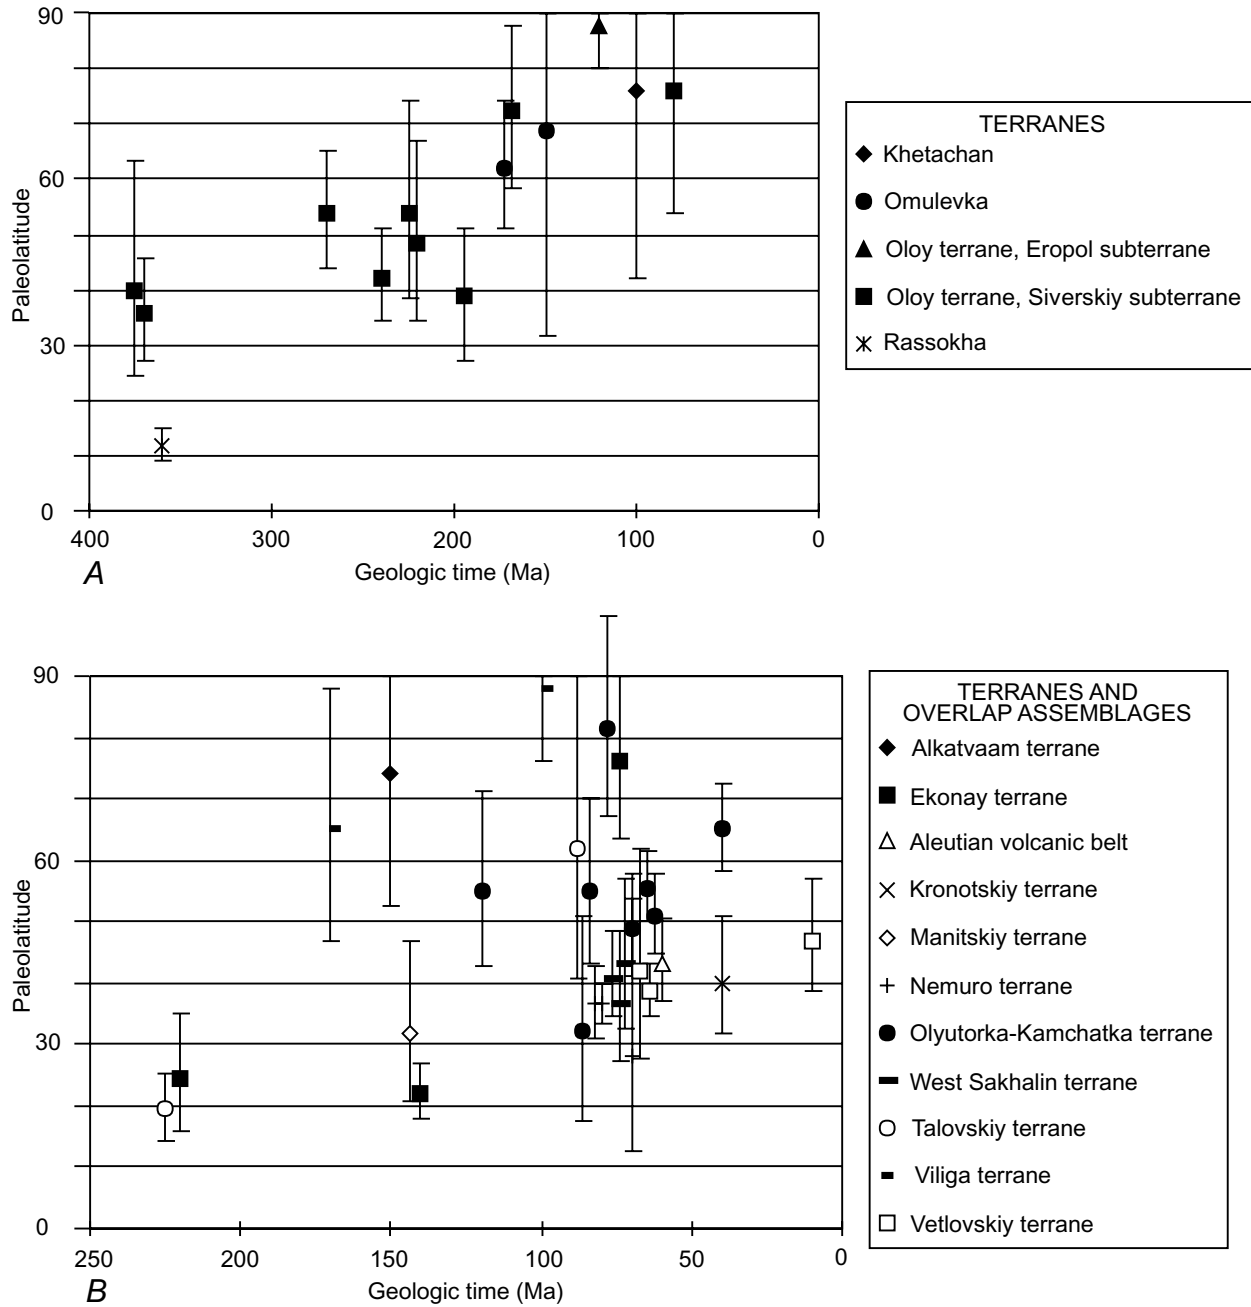 90
60
30
0
Paleolatitude
400
300
200
100
0
Geologic time (Ma)
A
TERRANES
Khetachan
Omulevka
Oloy terrane, Eropol subterrane
Oloy terrane, Siverskiy subterrane
Rassokha
90
60
30
0
Paleolatitude
250
200
150
100
50
0
Geologic time (Ma)
B
TERRANES AND
OVERLAP ASSEMBLAGES
Alkatvaam terrane
Ekonay terrane
Aleutian volcanic belt
Kronotskiy terrane
Manitskiy terrane
Nemuro terrane
Olyutorka-Kamchatka terrane
West Sakhalin terrane
Talovskiy terrane
Viliga terrane
Vetlovskiy terrane